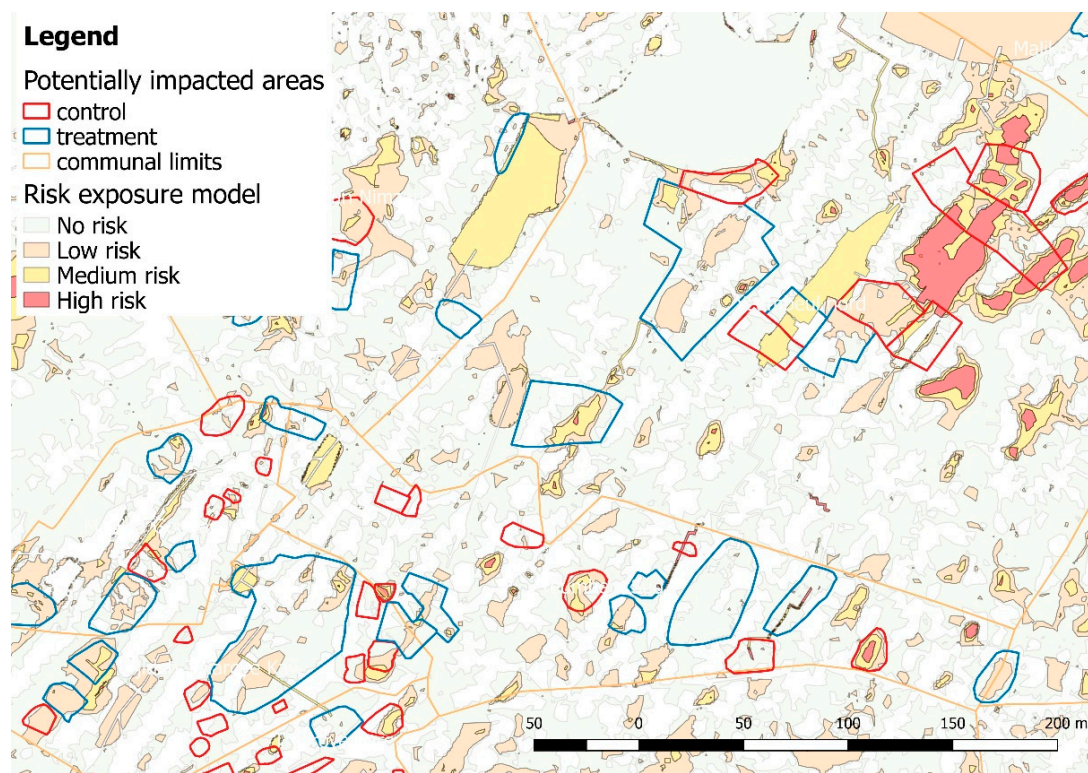 Legend
Potentially impacted areas
control
treatment
communal limits
Risk exposure model
No risk
Low risk
Medium risk
High risk
50 0 50 100 150 200 m